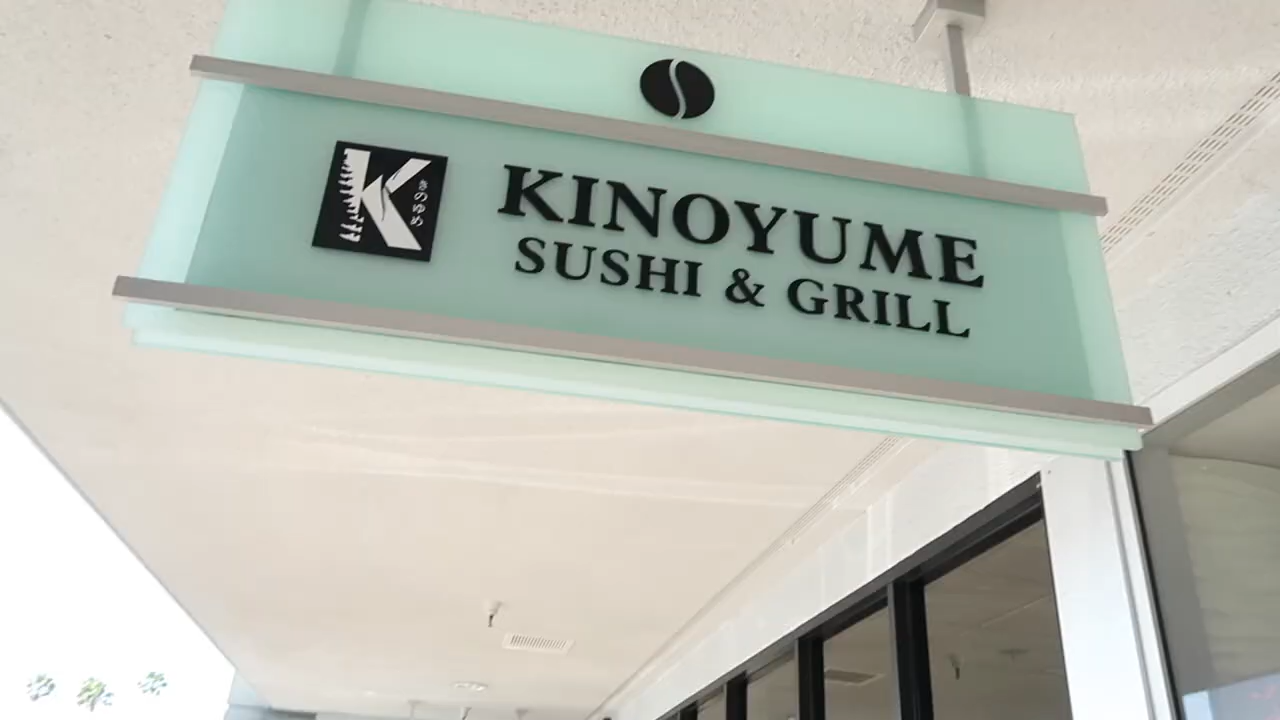 K
きのゆめ
KINOYUME
SUSHI & GRILL